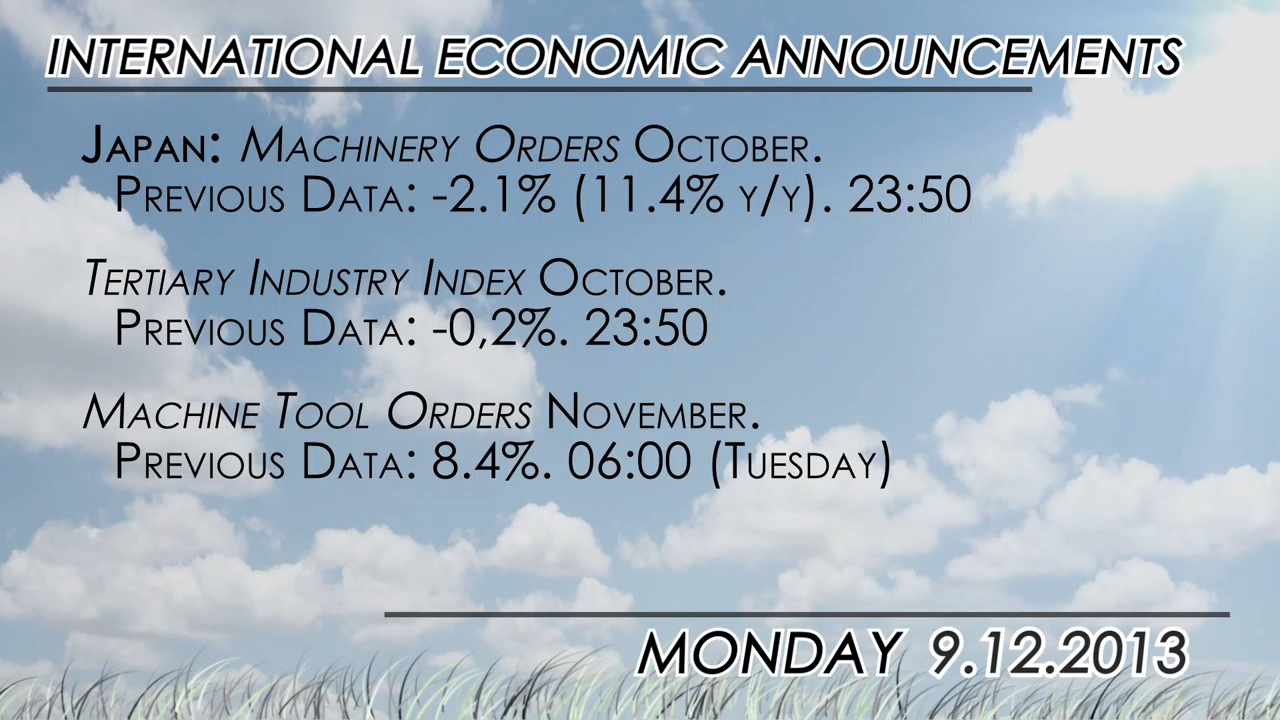 INTERNATIONAL ECONOMIC ANNOUNCEMENTS
Japan: Machinery Orders October.
Previous Data: -2.1% (11.4% y/y). 23:50
Tertiary Industry Index October.
Previous Data: -0,2%. 23:50
Machine Tool Orders November.
Previous Data: 8.4%. 06:00 (Tuesday)
MONDAY 9.12.2013